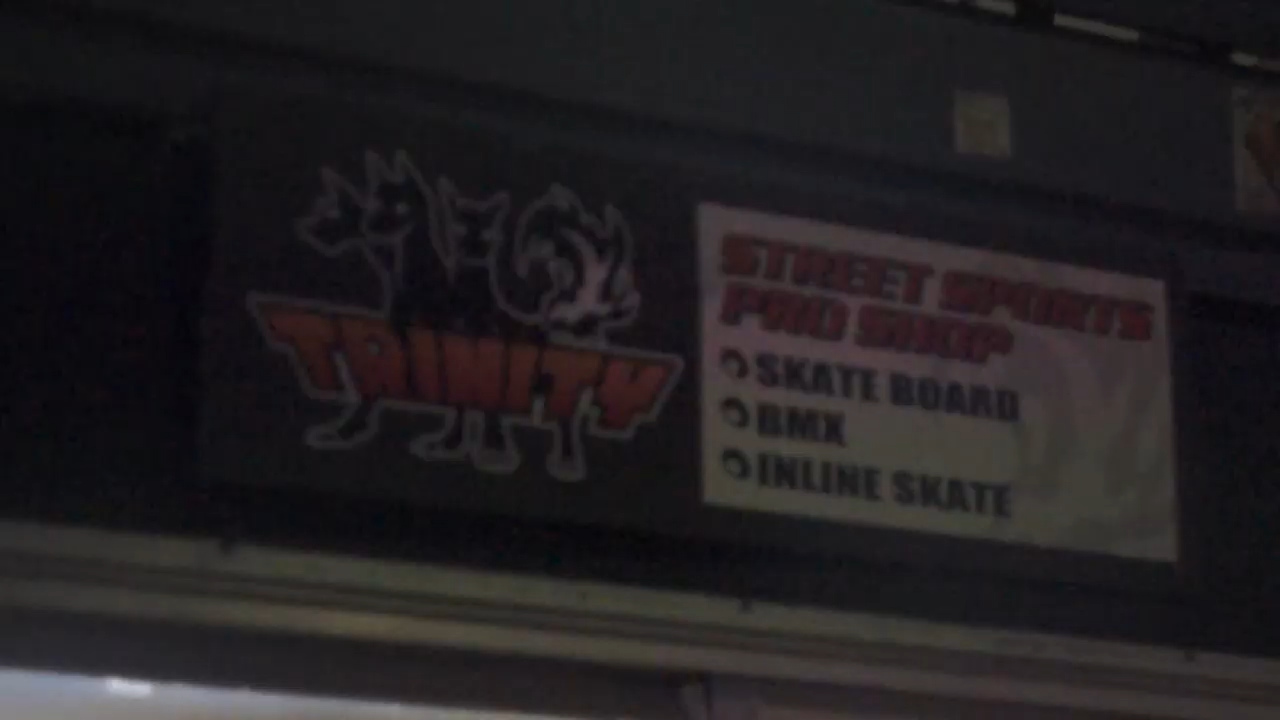 TRINITY
STREET SPORTS
PRO SHOP
SKATE BOARD
BMX
INLINE SKATE